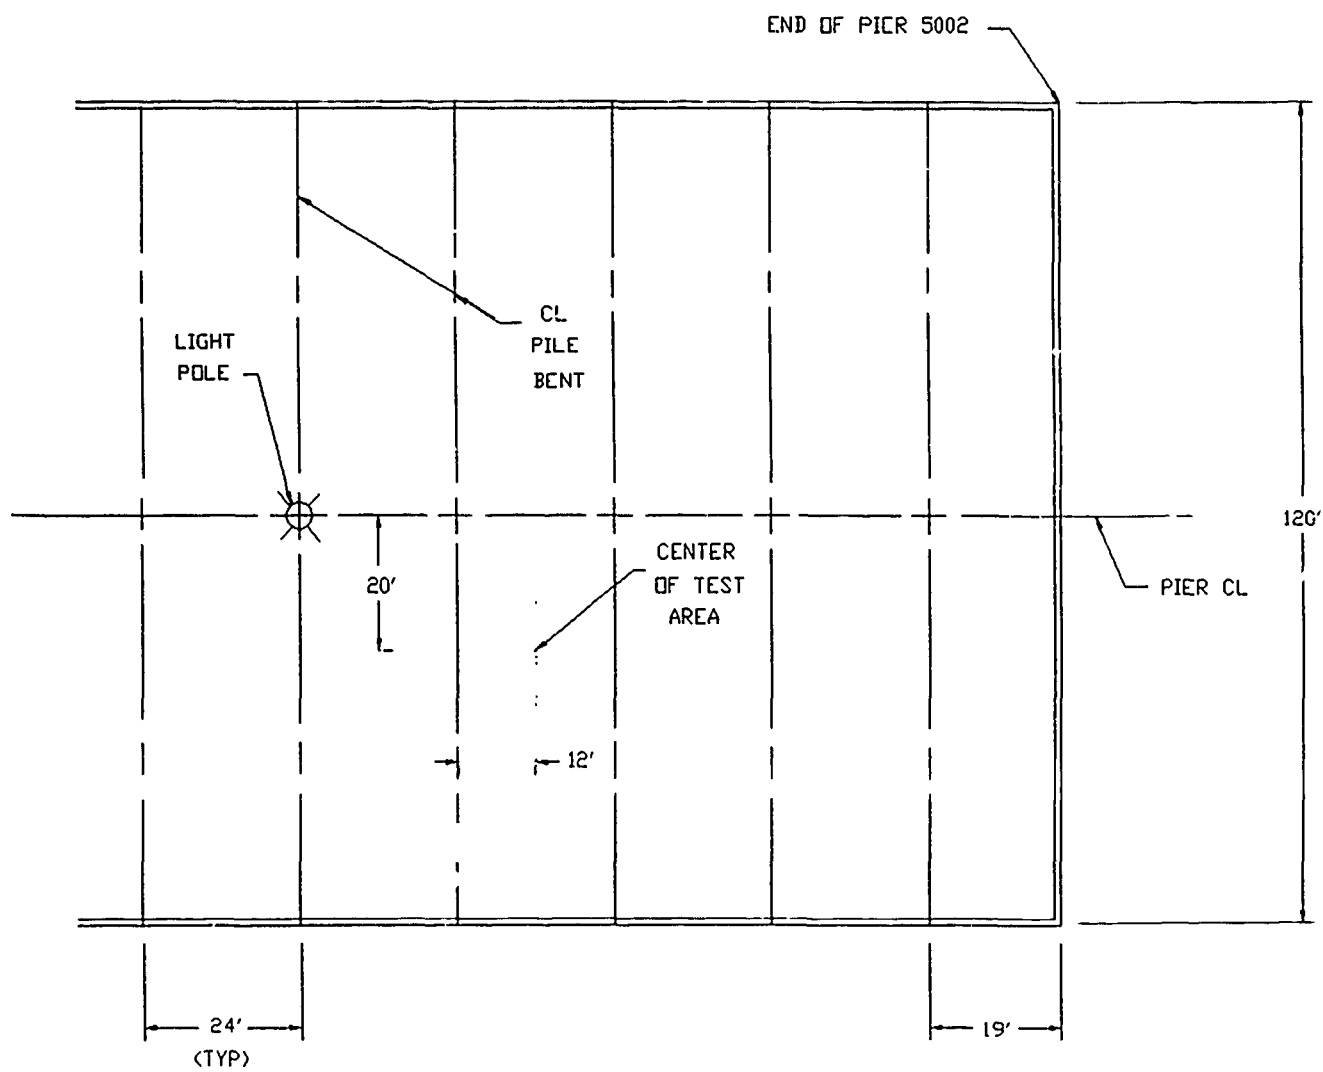 END OF PIER 5002
CL
PILE
BENT
LIGHT
POLE
20'
CENTER
OF TEST
AREA
120'
PIER CL
12'
24'
(TYP)
19'